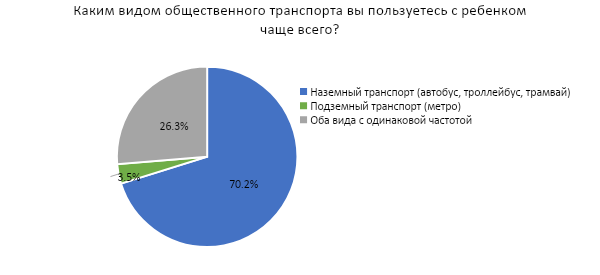 Каким видом общественного транспорта вы пользуетесь с ребенком
чаще всего?
Наземный транспорт (автобус, троллейбус, трамвай)
Подземный транспорт (метро)
Оба вида с одинаковой частотой
26.3%
3.5%
70.2%